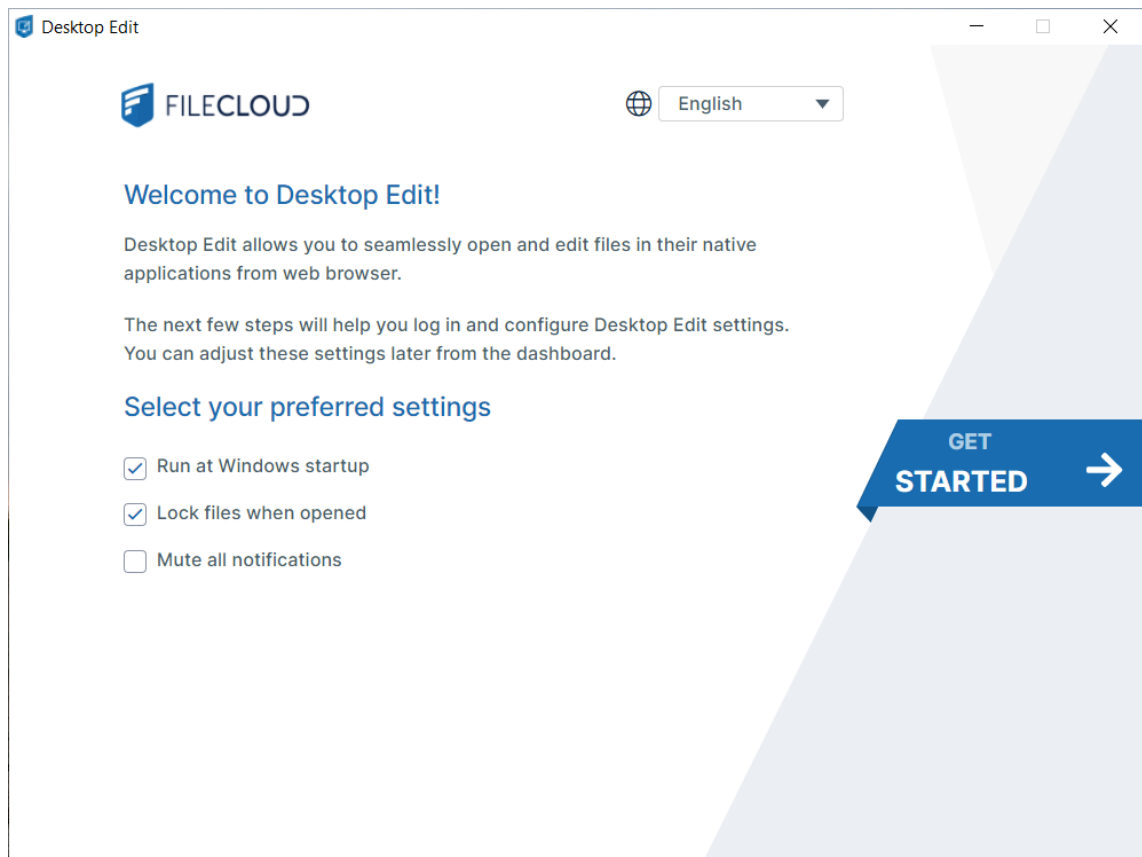 Desktop Edit
FILECLOUD
English
Welcome to Desktop Edit!
Desktop Edit allows you to seamlessly open and edit files in their native
applications from web browser.
The next few steps will help you log in and configure Desktop Edit settings.
You can adjust these settings later from the dashboard.
Select your preferred settings
Run at Windows startup
Lock files when opened
Mute all notifications
GET
STARTED